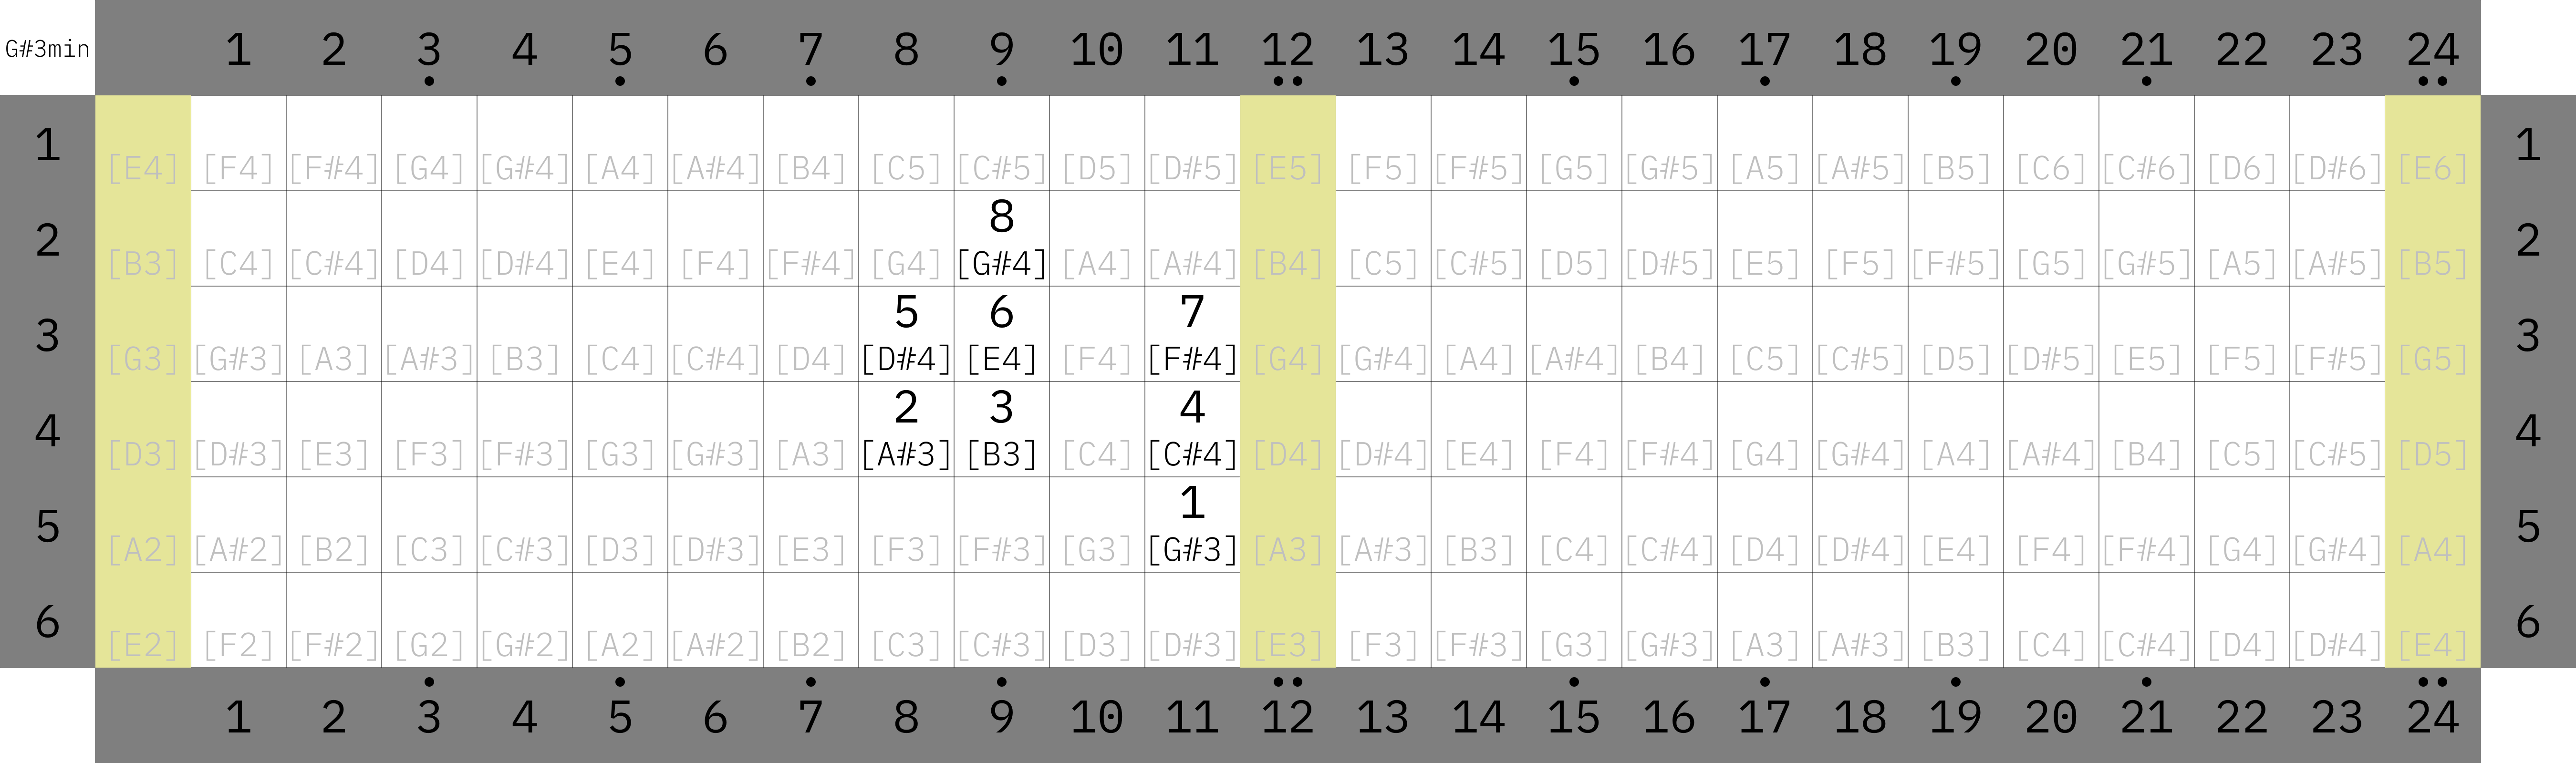 G#3min 1 2 3 4 5 6 7 8 9 10 11 12 13 14 15 16 17 18 19 20 21 22 23 24
1 [E4] [F4] [F#4] [G4] [G#4] [A4] [A#4] [B4] [C5] [C#5] [D5] [D#5] [E5] [F5] [F#5] [G5] [G#5] [A5] [A#5] [B5] [C6] [C#6] [D6] [D#6] [E6] 1
8
2 [B3] [C4] [C#4] [D4] [D#4] [E4] [F4] [F#4] [G4] [G#4] [A4] [A#4] [B4] [C5] [C#5] [D5] [D#5] [E5] [F5] [F#5] [G5] [G#5] [A5] [A#5] [B5] 2
5 6 7
3 [G3] [G#3] [A3] [A#3] [B3] [C4] [C#4] [D4] [D#4] [E4] [F4] [F#4] [G4] [G#4] [A4] [A#4] [B4] [C5] [C#5] [D5] [D#5] [E5] [F5] [F#5] [G5] 3
2 3 4
4 [D3] [D#3] [E3] [F3] [F#3] [G3] [G#3] [A3] [A#3] [B3] [C4] [C#4] [D4] [D#4] [E4] [F4] [F#4] [G4] [G#4] [A4] [A#4] [B4] [C5] [C#5] [D5] 4
1
5 [A2] [A#2] [B2] [C3] [C#3] [D3] [D#3] [E3] [F3] [F#3] [G3] [G#3] [A3] [A#3] [B3] [C4] [C#4] [D4] [D#4] [E4] [F4] [F#4] [G4] [G#4] [A4] 5
6 [E2] [F2] [F#2] [G2] [G#2] [A2] [A#2] [B2] [C3] [C#3] [D3] [D#3] [E3] [F3] [F#3] [G3] [G#3] [A3] [A#3] [B3] [C4] [C#4] [D4] [D#4] [E4] 6
1 2 3 4 5 6 7 8 9 10 11 12 13 14 15 16 17 18 19 20 21 22 23 24